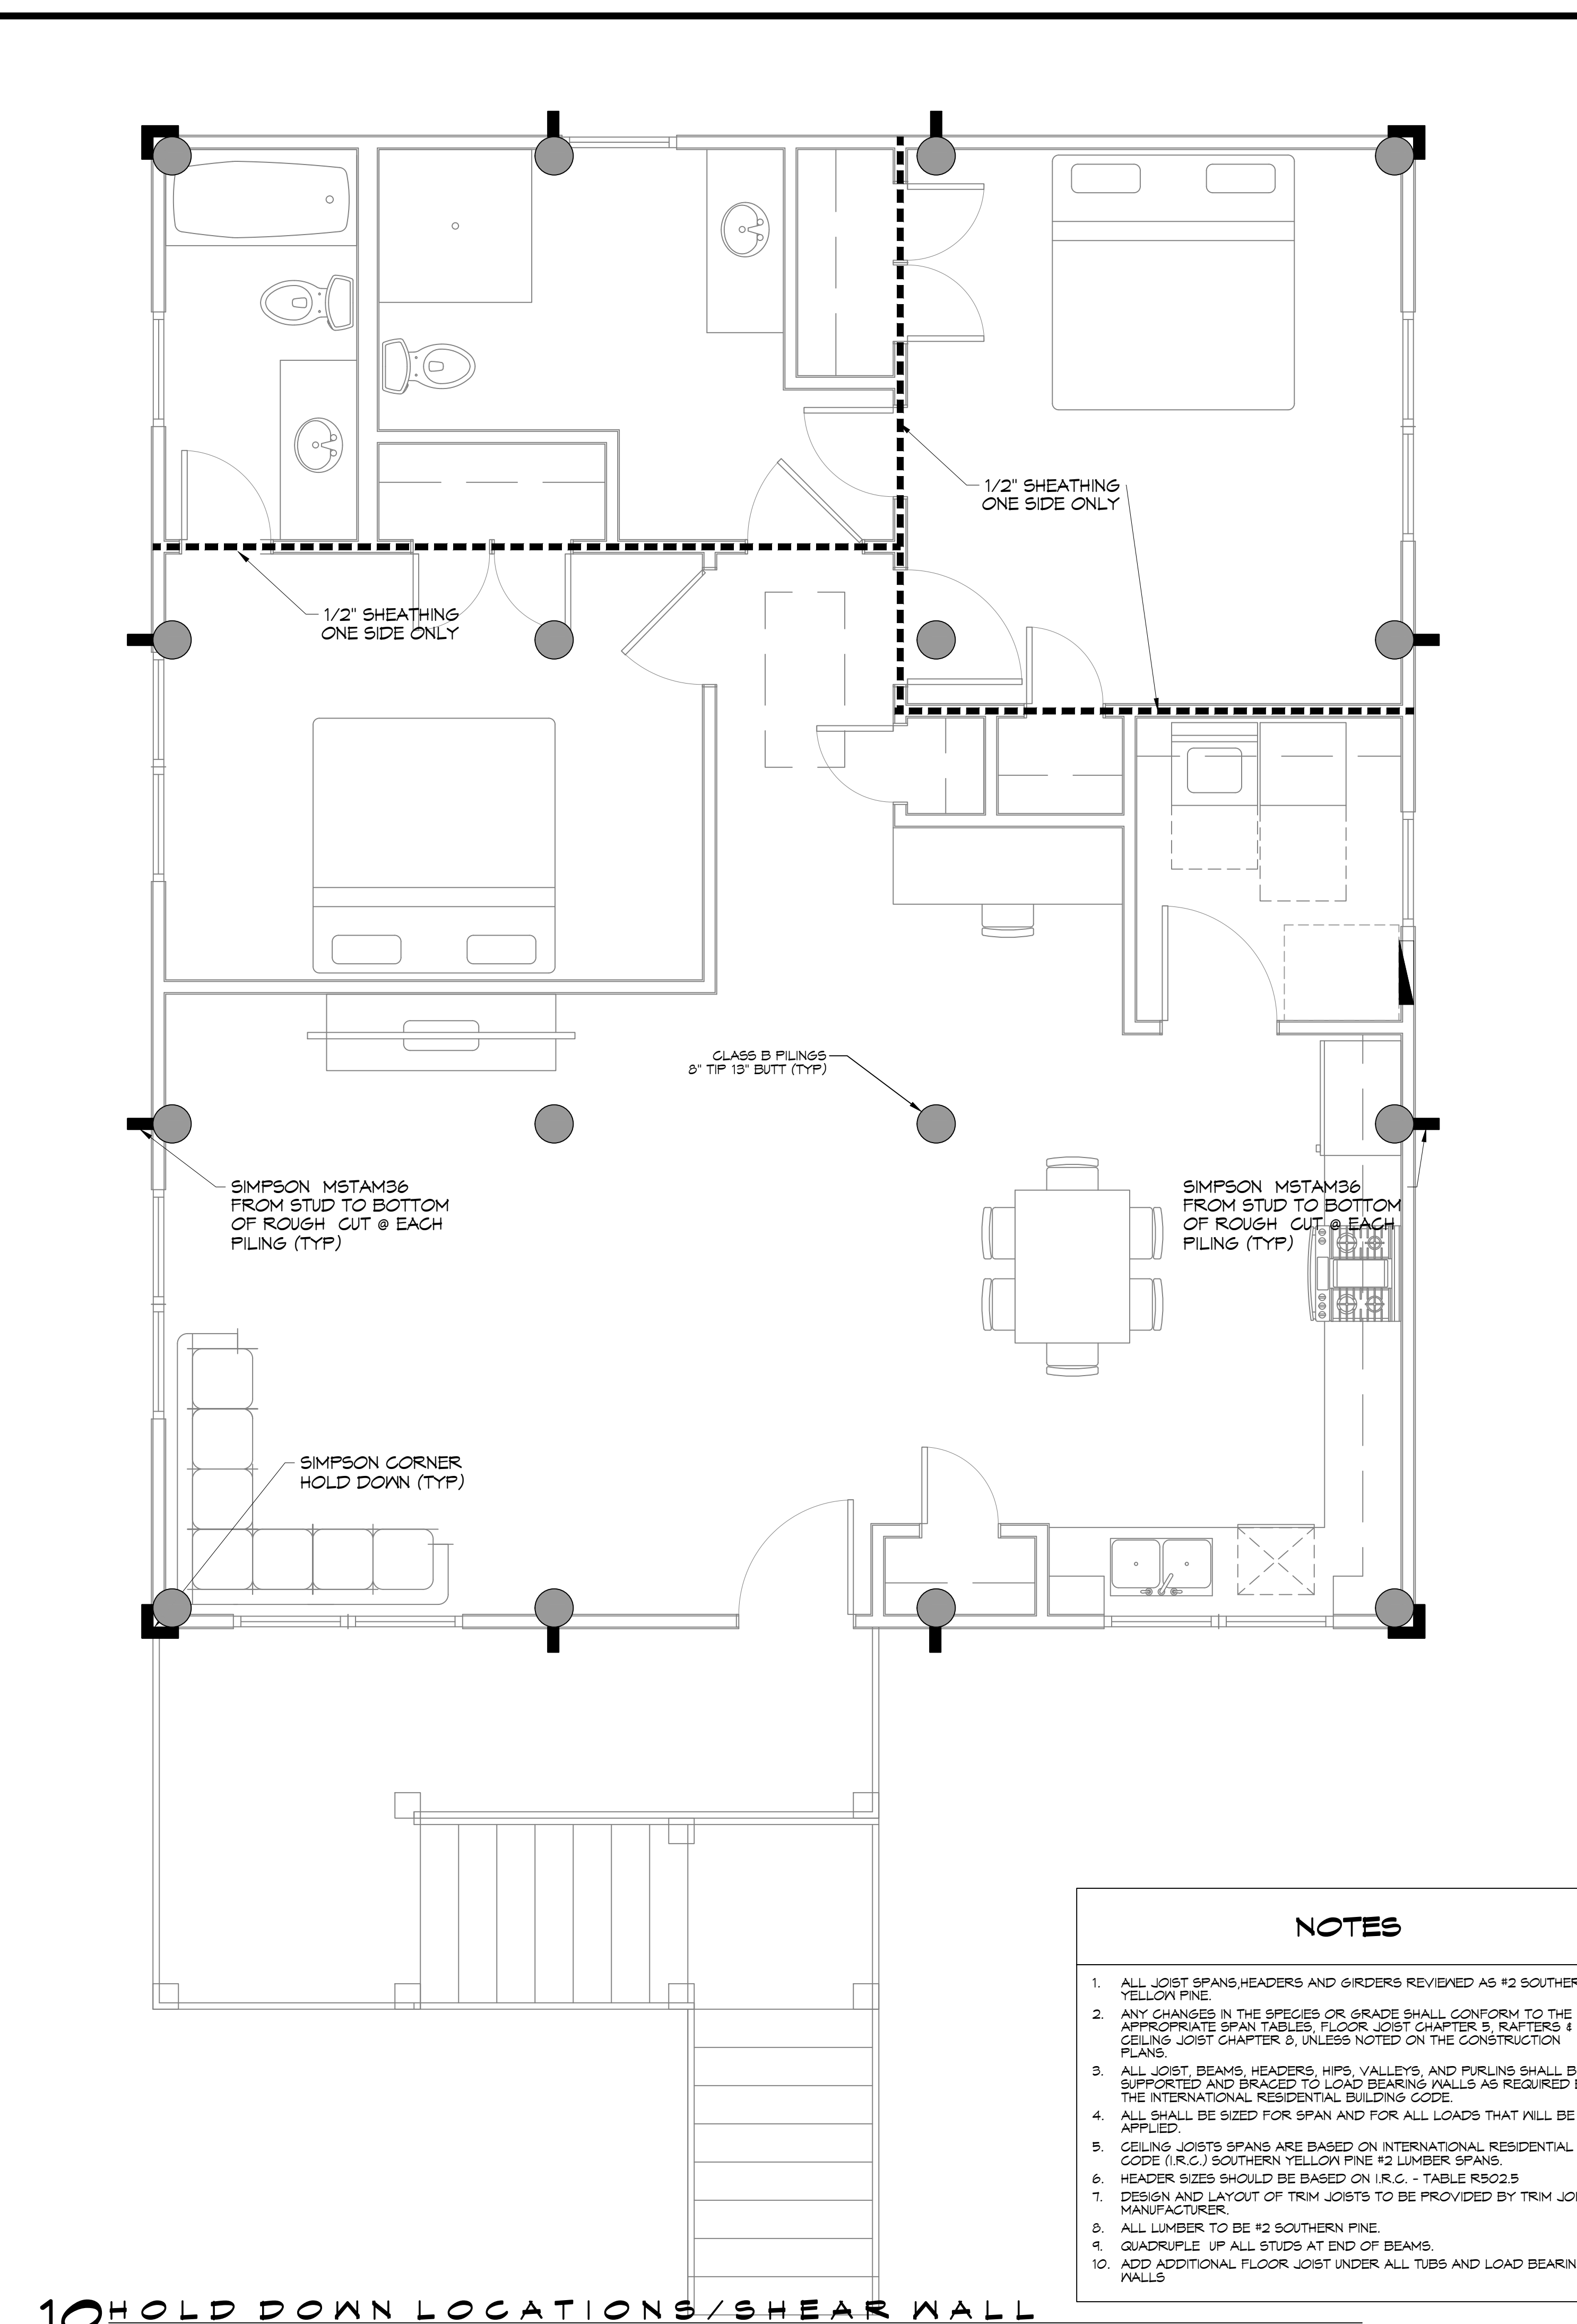 1/2" SHEATHING
ONE SIDE ONLY
1/2" SHEATHING
ONE SIDE ONLY
CLASS B PILINGS
8" TIP 13" BUTT (TYP)
SIMPSON MSTAM36
FROM STUD TO BOTTOM
OF ROUGH CUT @ EACH
PILING (TYP)
SIMPSON MSTAM36
FROM STUD TO BOTTOM
OF ROUGH CUT @ EACH
PILING (TYP)
SIMPSON CORNER
HOLD DOWN (TYP)
NOTES
1. ALL JOIST SPANS,HEADERS AND GIRDERS REVIEWED AS #2 SOUTHER
YELLOW PINE.
2. ANY CHANGES IN THE SPECIES OR GRADE SHALL CONFORM TO THE
APPROPRIATE SPAN TABLES, FLOOR JOIST CHAPTER 5, RAFTERS &
CEILING JOIST CHAPTER 8, UNLESS NOTED ON THE CONSTRUCTION
PLANS.
3. ALL JOIST, BEAMS, HEADERS, HIPS, VALLEYS, AND PURLINS SHALL B
SUPPORTED AND BRACED TO LOAD BEARING WALLS AS REQUIRED
THE INTERNATIONAL RESIDENTIAL BUILDING CODE.
4. ALL SHALL BE SIZED FOR SPAN AND FOR ALL LOADS THAT WILL BE
APPLIED.
5. CEILING JOISTS SPANS ARE BASED ON INTERNATIONAL RESIDENTIAL
CODE (I.R.C.) SOUTHERN YELLOW PINE #2 LUMBER SPANS.
6. HEADER SIZES SHOULD BE BASED ON I.R.C. - TABLE R502.5
7. DESIGN AND LAYOUT OF TRIM JOISTS TO BE PROVIDED BY TRIM JO
MANUFACTURER.
8. ALL LUMBER TO BE #2 SOUTHERN PINE.
9. QUADRUPLE UP ALL STUDS AT END OF BEAMS.
10. ADD ADDITIONAL FLOOR JOIST UNDER ALL TUBS AND LOAD BEARIN
WALLS
10 HOLD DOWN LOCATIONS/SHEAR WALL